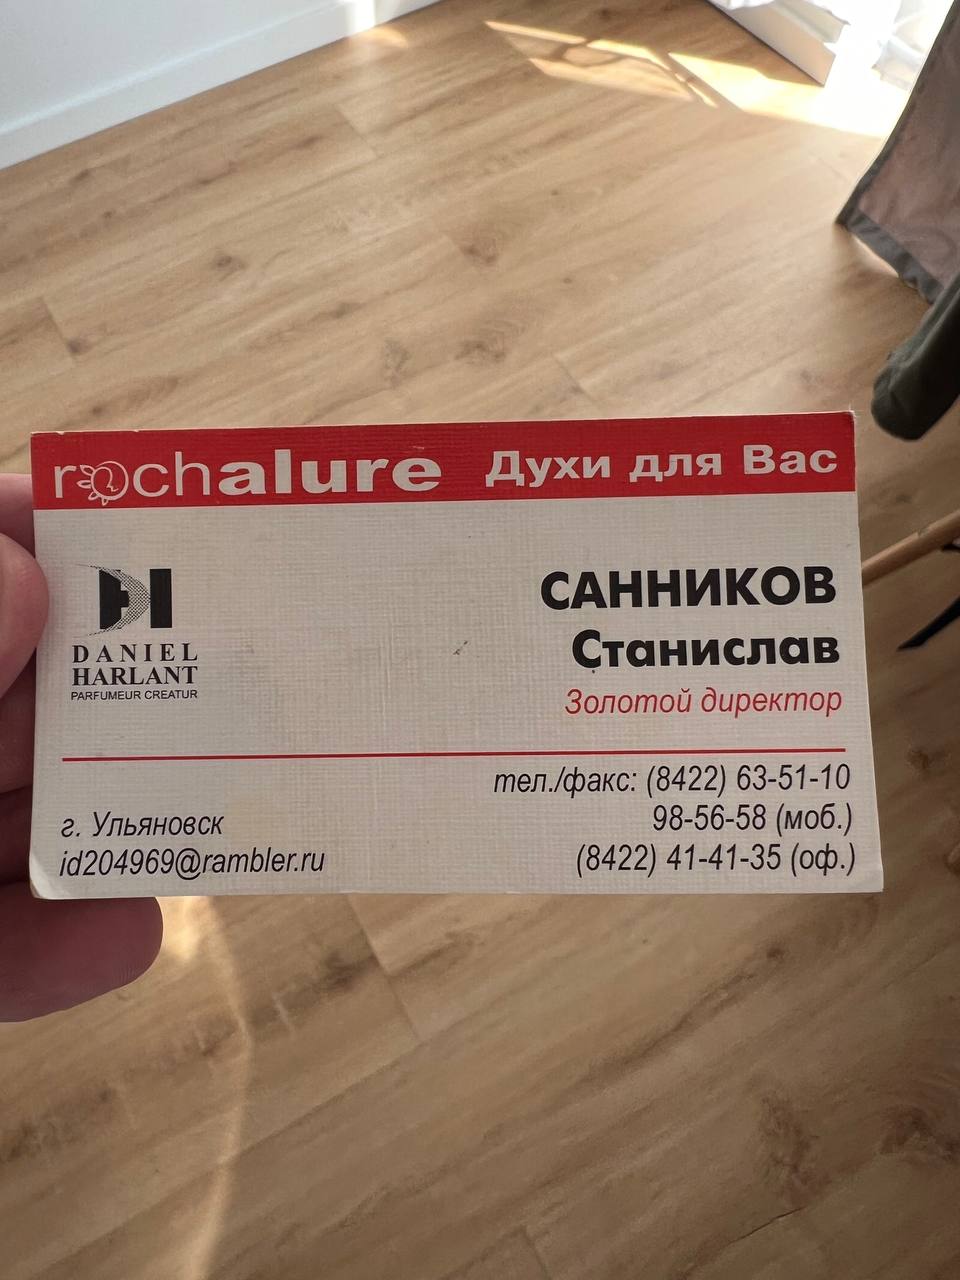 rochalure Духи для Вас
DANIEL
HARLANT
PARFUMEUR CREATUR
САННИКОВ
Станислав
Золотой директор
тел./факс: (8422) 63-51-10
98-56-58 (моб.)
(8422) 41-41-35 (оф.)
г. Ульяновск
id204969@rambler.ru